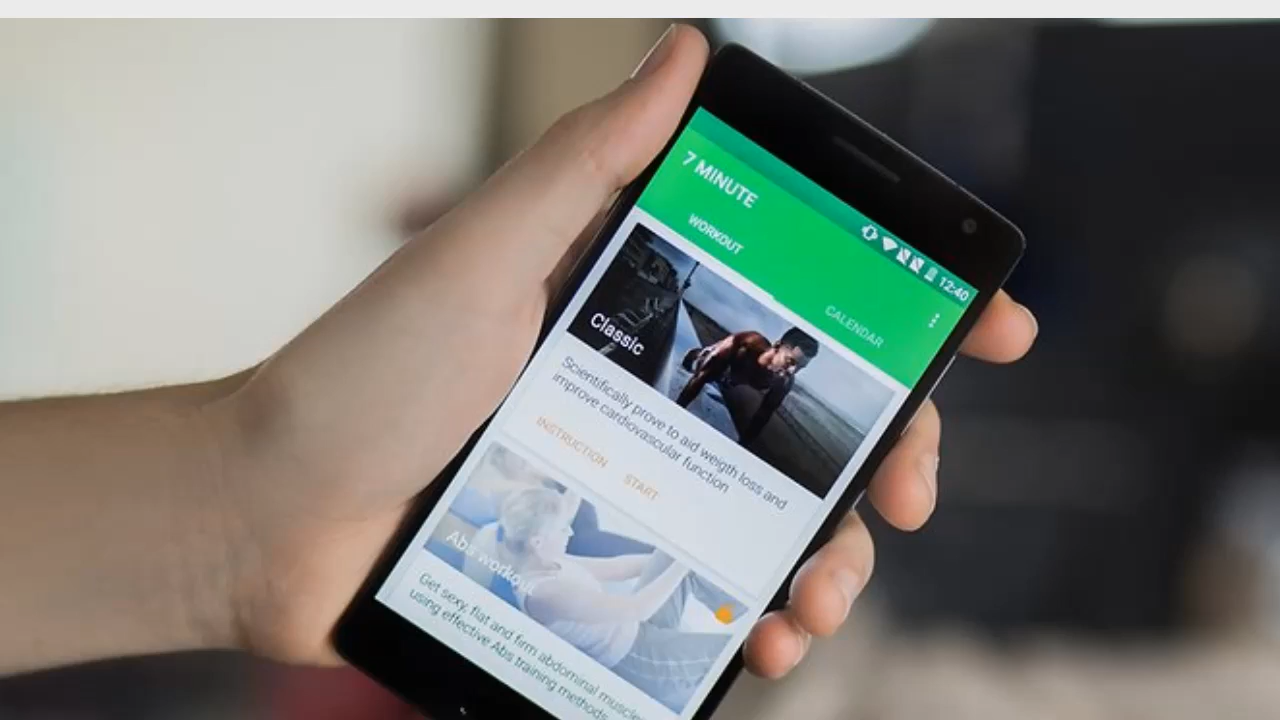 12:40
7 MINUTE
WORKOUT
CALENDAR
Classic
Scientifically prove to aid weigth loss and
improve cardiovascular function
INSTRUCTION
START
Abs workout
Get sexy, flat and firm abdominal muscles
using effective Abs training methods.